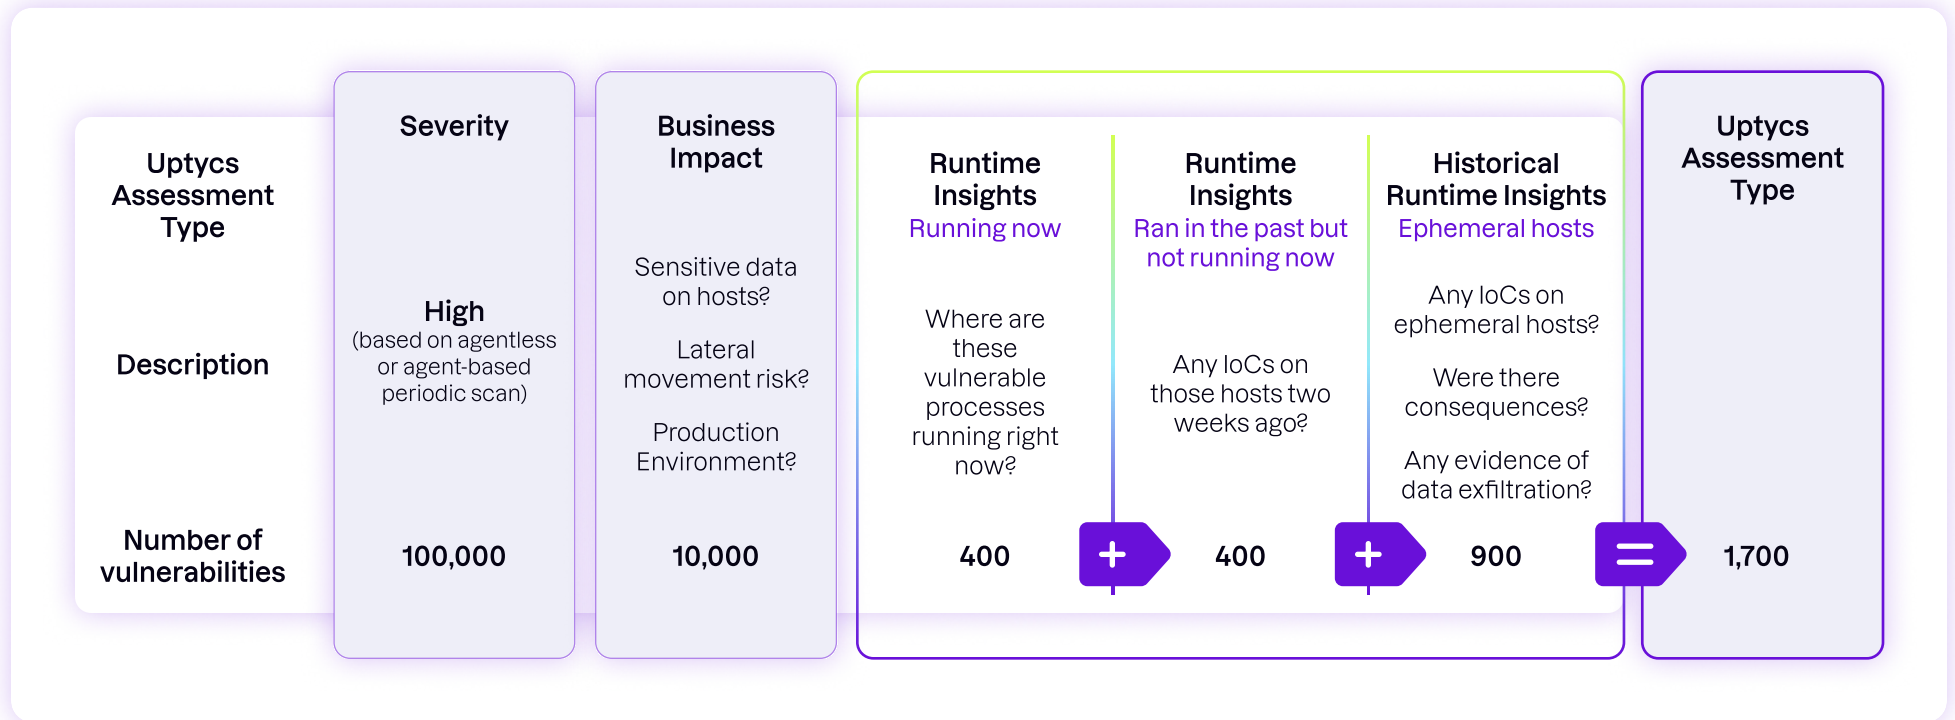 Uptycs
Assessment
Type
Severity
Business
Impact
Runtime
Insights
Running now
Runtime
Insights
Ran in the past but
not running now
Historical
Runtime Insights
Ephemeral hosts
Uptycs
Assessment
Type
Description
High
(based on agentless
or agent-based
periodic scan)
Sensitive data
on hosts?
Lateral
movement risk?
Production
Environment?
Where are
these
vulnerable
processes
running right
now?
Any IoCs on
those hosts two
weeks ago?
Any IoCs on
ephemeral hosts?
Were there
consequences?
Any evidence of
data exfiltration?
Number of
vulnerabilities
100,000
10,000
400
+
400
+
900
=
1,700